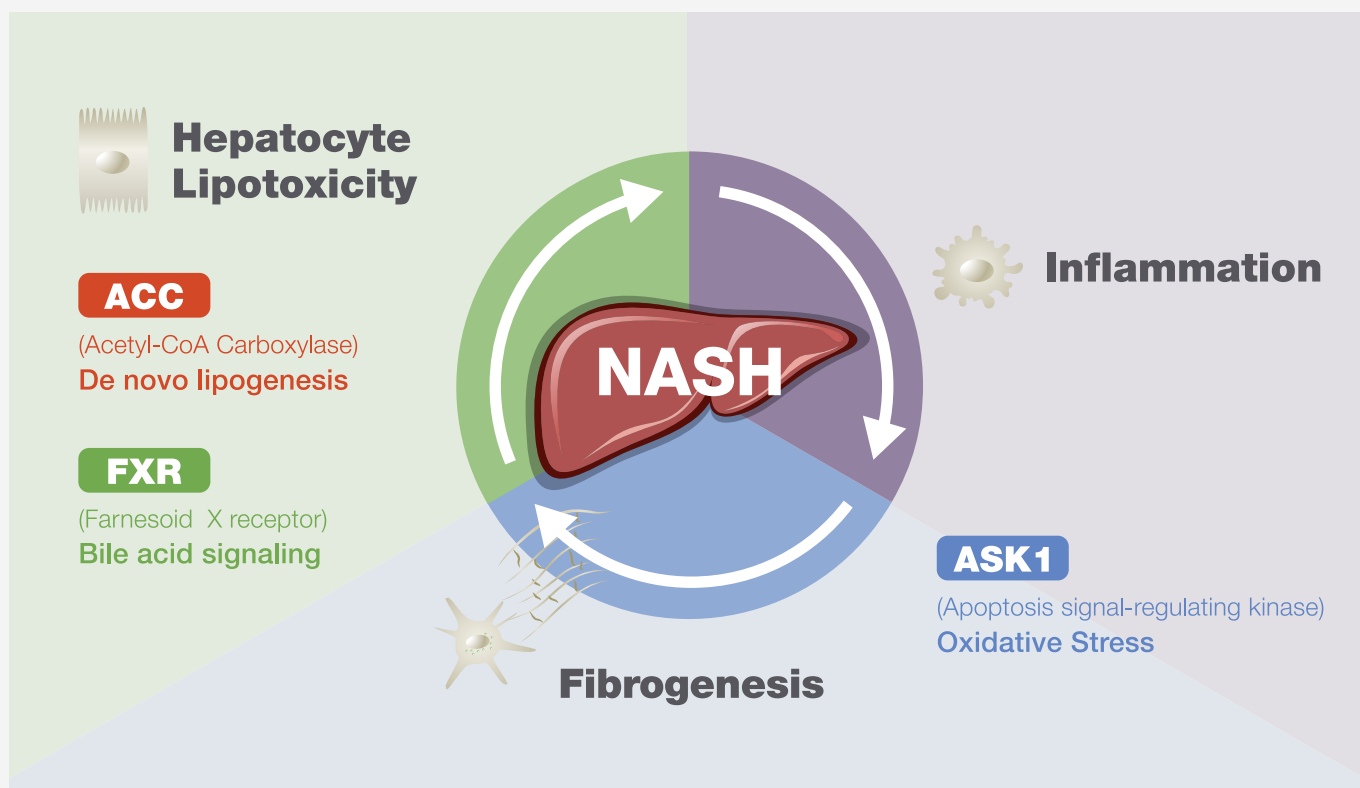 Hepatocyte
Lipotoxicity
ACC
(Acetyl-CoA Carboxylase)
De novo lipogenesis
FXR
(Farnesoid X receptor)
Bile acid signaling
NASH
Inflammation
ASK1
(Apoptosis signal-regulating kinase)
Oxidative Stress
Fibrogenesis